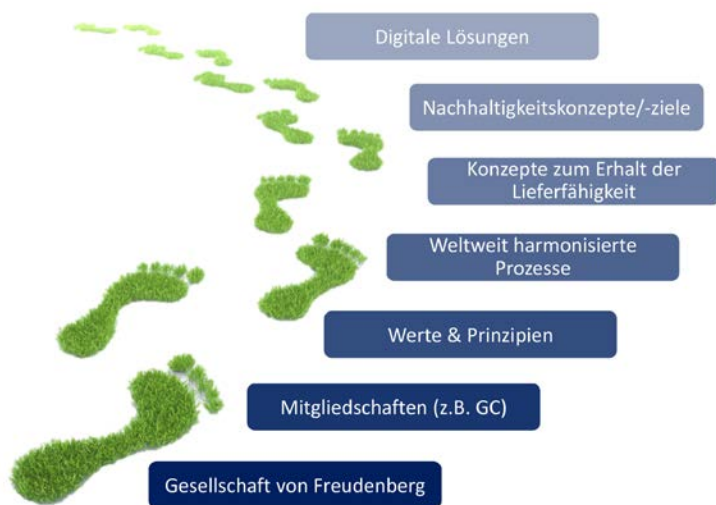 Digitale Lösungen
Nachhaltigkeitskonzepte/-ziele
Konzepte zum Erhalt der
Lieferfähigkeit
Weltweit harmonisierte
Prozesse
Werte & Prinzipien
Mitgliedschaften (z.B. GC)
Gesellschaft von Freudenberg